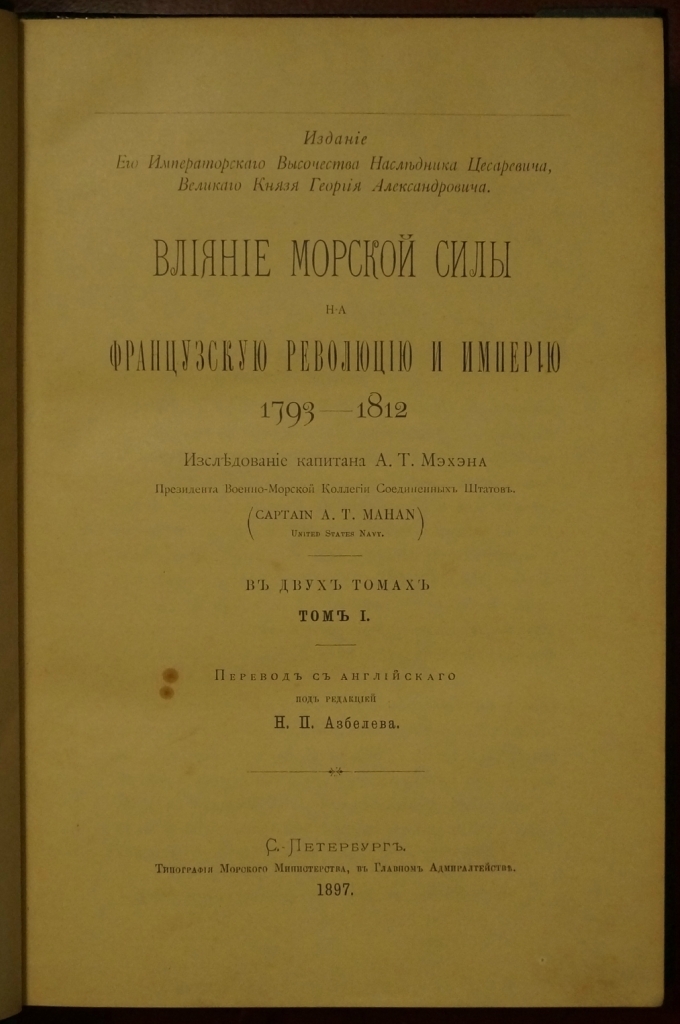 Изданіе
Его Императорскаго Высочества Наслѣдника Цесаревича,
Великаго Князя Георгія Александровича.
ВЛІЯНІЕ МОРСКОЙ СИЛЫ
НА
ФРАНЦУЗСКУЮ РЕВОЛЮЦІЮ И ИМПЕРІЮ
1793—1812
Изслѣдованіе капитана А. Т. Мэхэна
Президента Военно-Морской Коллегіи Соединенныхъ Штатовъ.
(CAPTAIN A. T. MAHAN)
United States Navy.
ВЪ ДВУХЪ ТОМАХЪ
ТОМЪ I.
Переводъ съ англійскаго
подъ редакціей
Н. П. Азбелева.
С.-Петербургъ.
Типографія Морского Министерства, въ Главномъ Адмиралтействѣ.
1897.